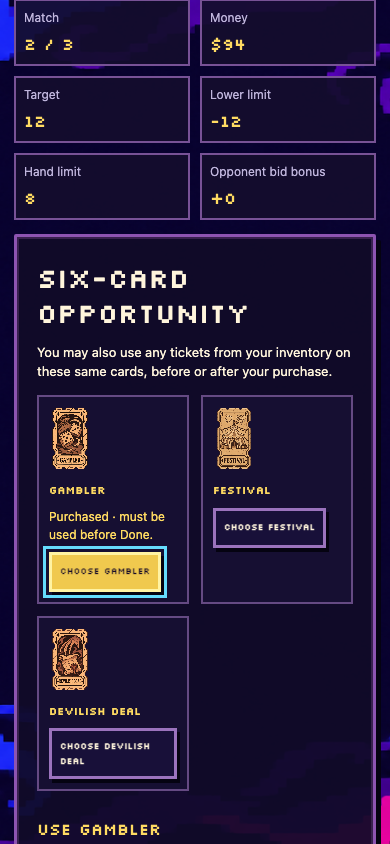 Match
2 / 3
Money
$94
Target
12
Lower limit
-12
Hand limit
8
Opponent bid bonus
+0
SIX-CARD
OPPORTUNITY
You may also use any tickets from your inventory on
these same cards, before or after your purchase.
GAMBLER
GAMBLER
Purchased · must be
used before Done.
CHOOSE GAMBLER
FESTIVAL
FESTIVAL
CHOOSE FESTIVAL
DEVILISH DEAL
CHOOSE DEVILISH
DEAL
USE GAMBLER